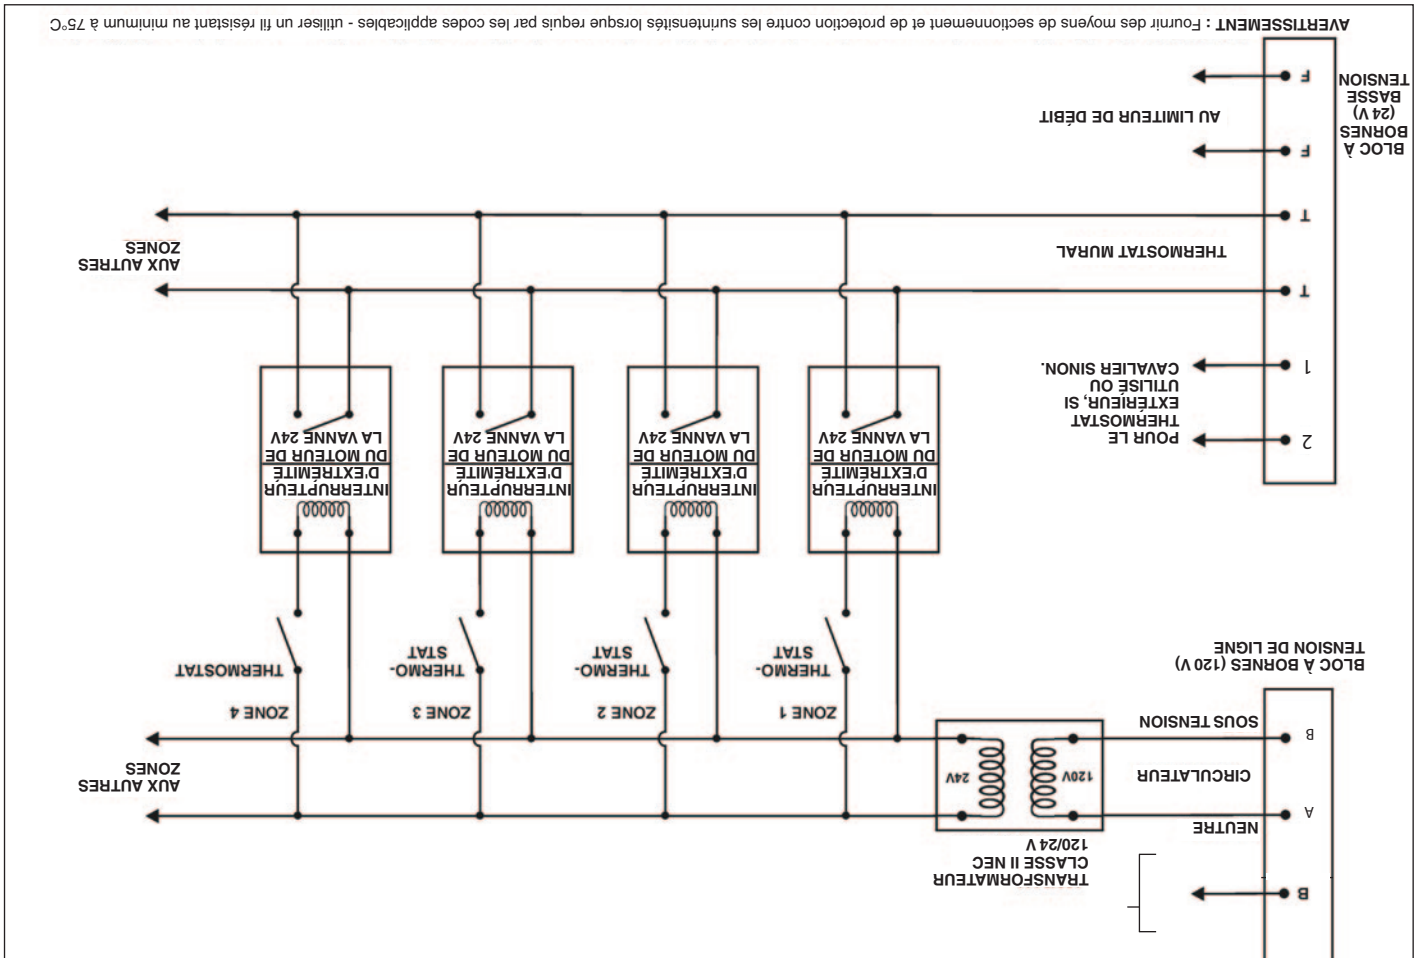 B
TRANSFORMATEUR
CLASSE II NEC
120/24 V
NEUTRE
A
CIRCULATEUR
120V
24V
AUX AUTRES
ZONES
B
SOUS TENSION
BLOC À BORNES (120 V)
TENSION DE LIGNE
ZONE 1
ZONE 2
ZONE 3
ZONE 4
THERMO-
STAT
THERMO-
STAT
THERMO-
STAT
THERMOSTAT
INTERRUPTEUR
D'EXTRÉMITÉ
DU MOTEUR DE
LA VANNE 24V
INTERRUPTEUR
D'EXTRÉMITÉ
DU MOTEUR DE
LA VANNE 24V
INTERRUPTEUR
D'EXTRÉMITÉ
DU MOTEUR DE
LA VANNE 24V
INTERRUPTEUR
D'EXTRÉMITÉ
DU MOTEUR DE
LA VANNE 24V
2
POUR LE
THERMOSTAT
EXTÉRIEUR, SI
UTILISÉ OU
CAVALIER SINON.
1
T
THERMOSTAT MURAL
T
AUX AUTRES
ZONES
F
AU LIMITEUR DE DÉBIT
F
BLOC À
BORNES
(24 V)
BASSE
TENSION
AVERTISSEMENT : Fournir des moyens de sectionnement et de protection contre les surintensités lorsque requis par les codes applicables - utiliser un fil résistant au minimum à 75°C